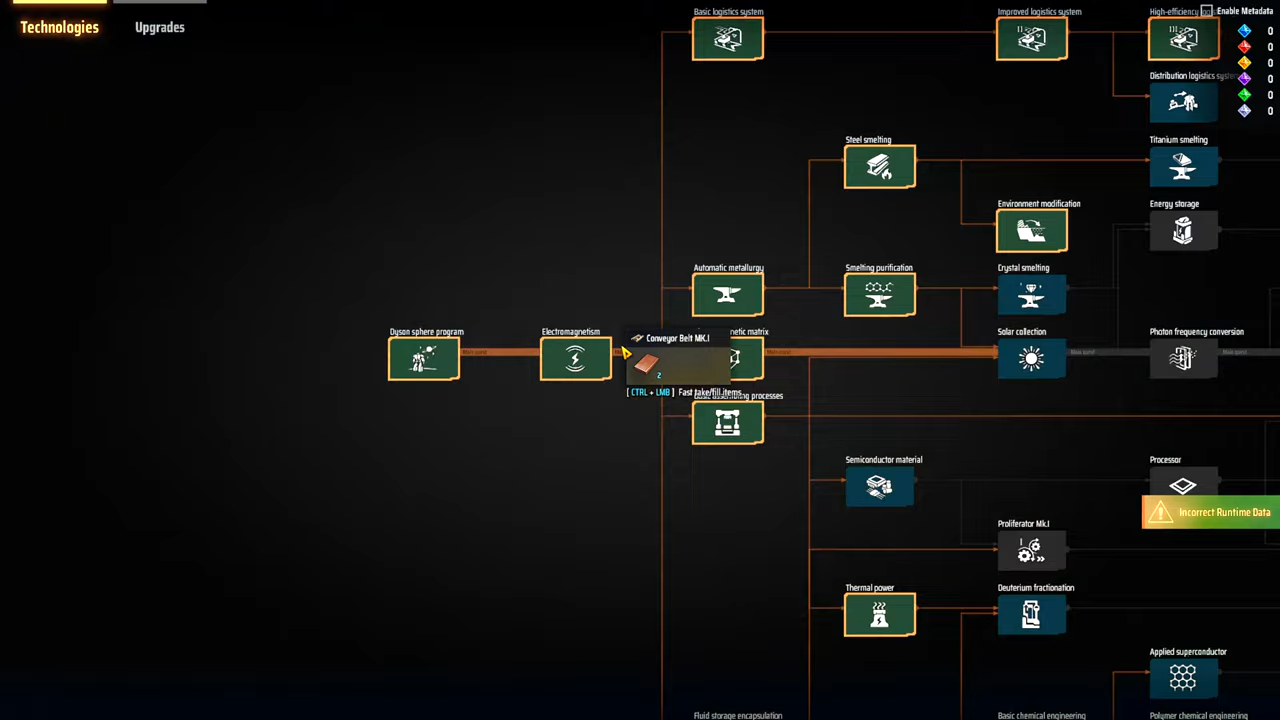 Basic logistics system
Improved logistics system
High-efficiency
Enable Metadata
Technologies
Upgrades
0
0
0
0
0
0
Distribution logistics system
Steel smelting
Titanium smelting
Environment modification
Energy storage
Automatic metallurgy
Smelting purification
Crystal smelting
Dyson sphere program
Electromagnetism
Conveyor Belt MK.I
netic matrix
Solar collection
Photon frequency conversion
2
[ CTRL + LMB ] Fast take/fill items
processes
Semiconductor material
Processor
Incorrect Runtime Data
Proliferator Mk.I
Thermal power
Deuterium fractionation
Applied superconductor
Fluid storage encapsulation
Basic chemical engineering
Polymer chemical engineering